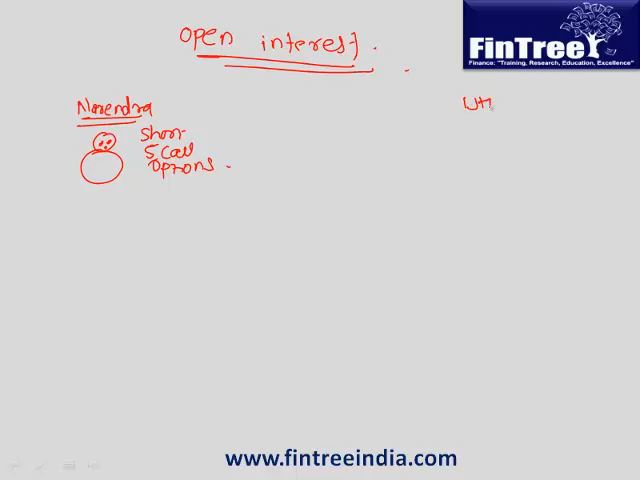 open interest.
FinTree
Finance: "Training, Research, Education, Excellence"
Narendra
short
5 call
options.
www.fintreeindia.com